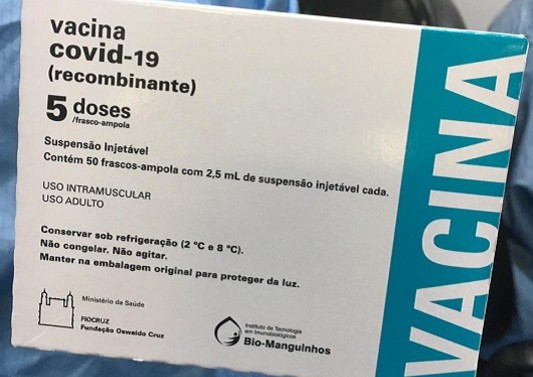 vacina
covid-19
(recombinante)
5 doses
/frasco-ampola
Suspensão Injetável
Contém 50 frascos-ampola com 2,5 mL de suspensão injetável cada.
USO INTRAMUSCULAR
USO ADULTO
Conservar sob refrigeração (2 °C e 8 °C).
Não congelar. Não agitar.
Manter na embalagem original para proteger da luz.
Ministério da Saúde
FIOCRUZ
Fundação Oswaldo Cruz
Instituto de Tecnologia
em Imunobiológicos
Bio-Manguinhos
VACINA